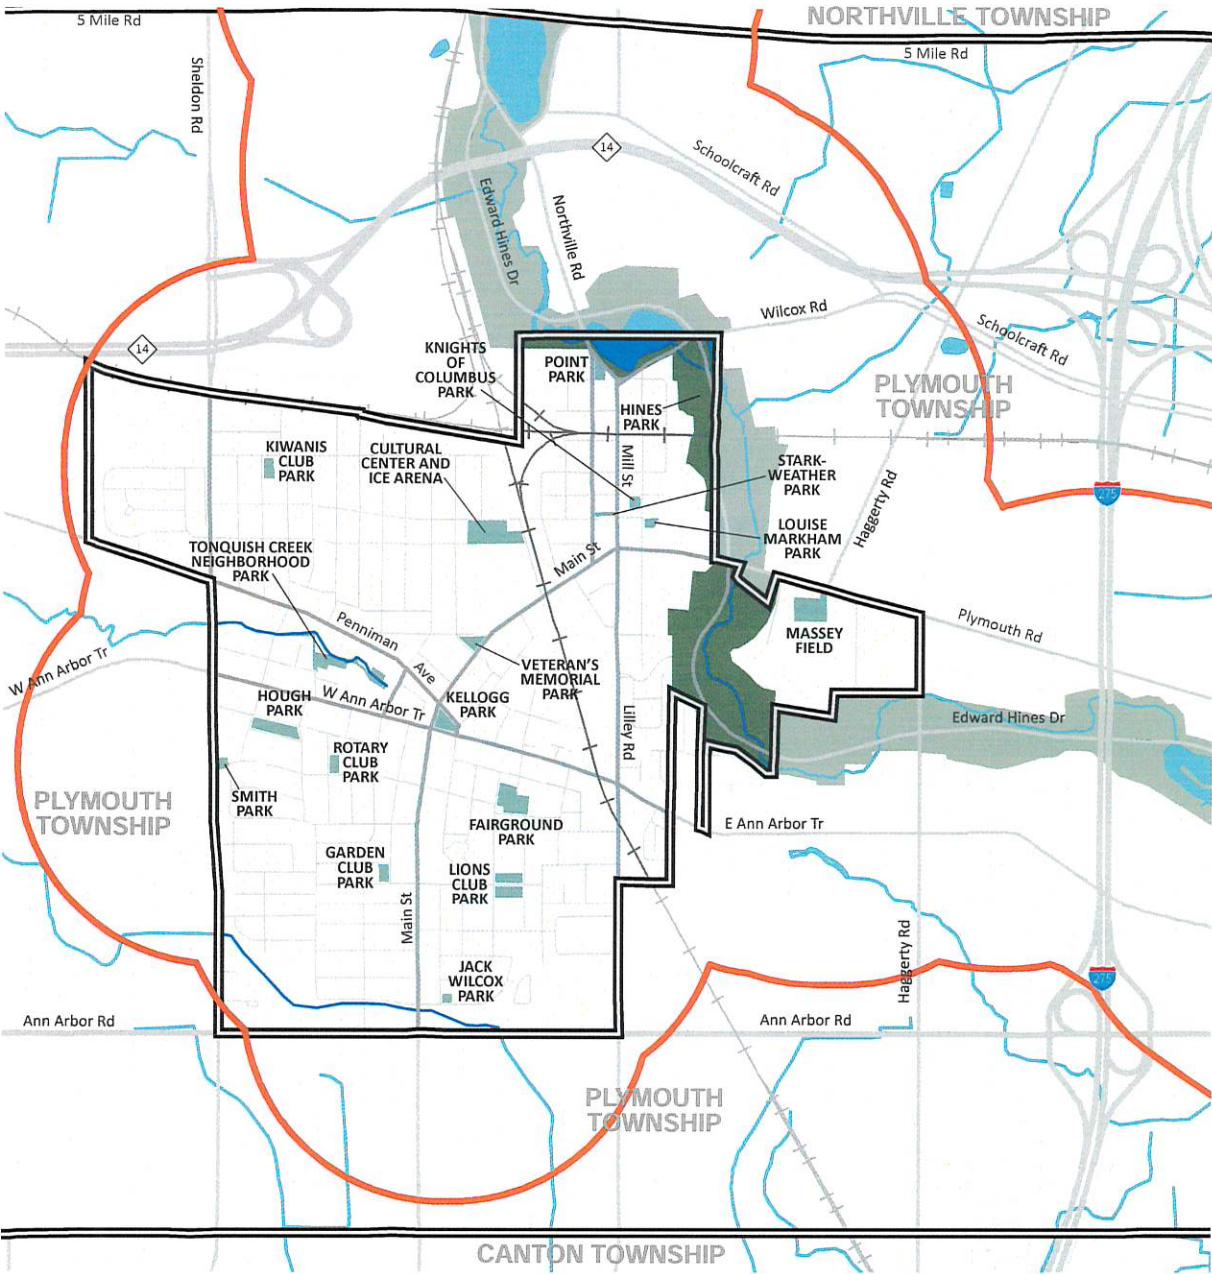 NORTHVILLE TOWNSHIP
5 Mile Rd
5 Mile Rd
Sheldon Rd
14
Schoolcraft Rd
Edward Hines Dr
Northville Rd
Wilcox Rd
Schoolcraft Rd
14
KNIGHTS
OF
COLUMBUS
PARK
POINT
PARK
PLYMOUTH
TOWNSHIP
HINES
PARK
KIWANIS
CLUB
PARK
CULTURAL
CENTER AND
ICE ARENA
Mill St
STARK-
WEATHER
PARK
Haggerty Rd
275
LOUISE
MARKHAM
PARK
TONQUISH CREEK
NEIGHBORHOOD
PARK
Main St
Penniman
Ave
MASSEY
FIELD
Plymouth Rd
W Ann Arbor Tr
VETERAN'S
MEMORIAL
PARK
HOUGH
PARK
W Ann Arbor Tr
KELLOGG
PARK
Lilley Rd
Edward Hines Dr
ROTARY
CLUB
PARK
PLYMOUTH
TOWNSHIP
SMITH
PARK
FAIRGROUND
PARK
E Ann Arbor Tr
GARDEN
CLUB
PARK
LIONS
CLUB
PARK
Main St
Haggerty Rd
JACK
WILCOX
PARK
275
Ann Arbor Rd
Ann Arbor Rd
PLYMOUTH
TOWNSHIP
CANTON TOWNSHIP